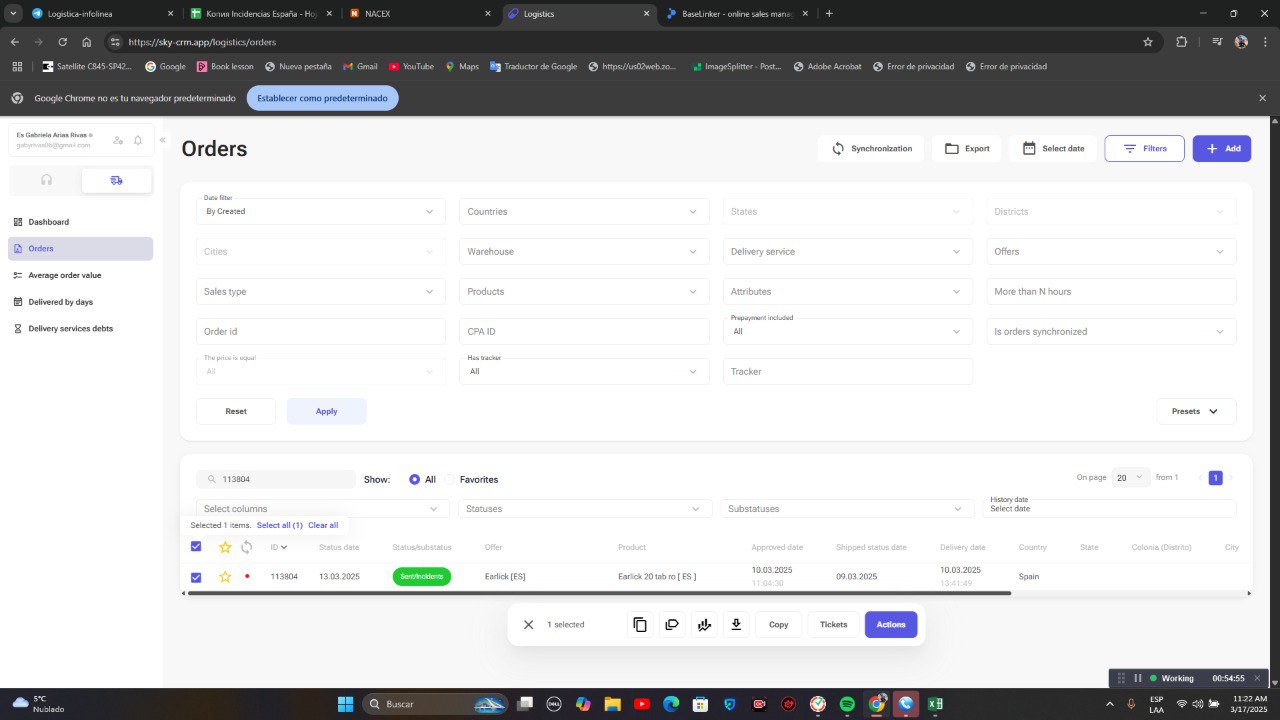 Logistica-infolinea
Konun Incidencias España - Hoj
NACEX
Logistics
BaseLinker - online sales mana
https://sky-crm.app/logistics/orders
Satellite C845-SP42...
Google
Book lesson
Nueva pestaña
Gmail
YouTube
Maps
Traductor de Google
https://us02web.zo...
ImageSplitter - Post...
Adobe Acrobat
Error de privacidad
Error de privacidad
Google Chrome no es tu navegador predeterminado
Establecer como predeterminado
Es Gabriela Arias Rivas
Orders
Synchronization
Export
Select date
Filters
Add
Dashboard
Orders
Average order value
Delivered by days
Delivery services debts
Date filter
By Created
Countries
States
Districts
Cities
Warehouse
Delivery service
Offers
Sales type
Products
Attributes
More than N hours
Order id
CPA ID
Prepayment included
All
Is orders synchronized
The price is equal
All
Has tracker
All
Tracker
Reset
Apply
Presets
113804
Show:
All
Favorites
On page
20
from 1
1
Select columns
Statuses
Substatuses
History date
Select date
Selected 1 items.
Select all (1)
Clear all
ID
Status date
Status/substatus
Offer
Product
Approved date
Shipped status date
Delivery date
Country
State
Colonia (Distrito)
City
113804
13.03.2025
Sent/Incidents
Earlick [ES]
Earlick 20 tab ro [ ES ]
10.03.2025
11:04:30
09.03.2025
10.03.2025
13:41:49
Spain
1 selected
Copy
Tickets
Actions
Working
00:54:55
5°C
Nublado
Buscar
ESP
LAA
11:22 AM
3/17/2025